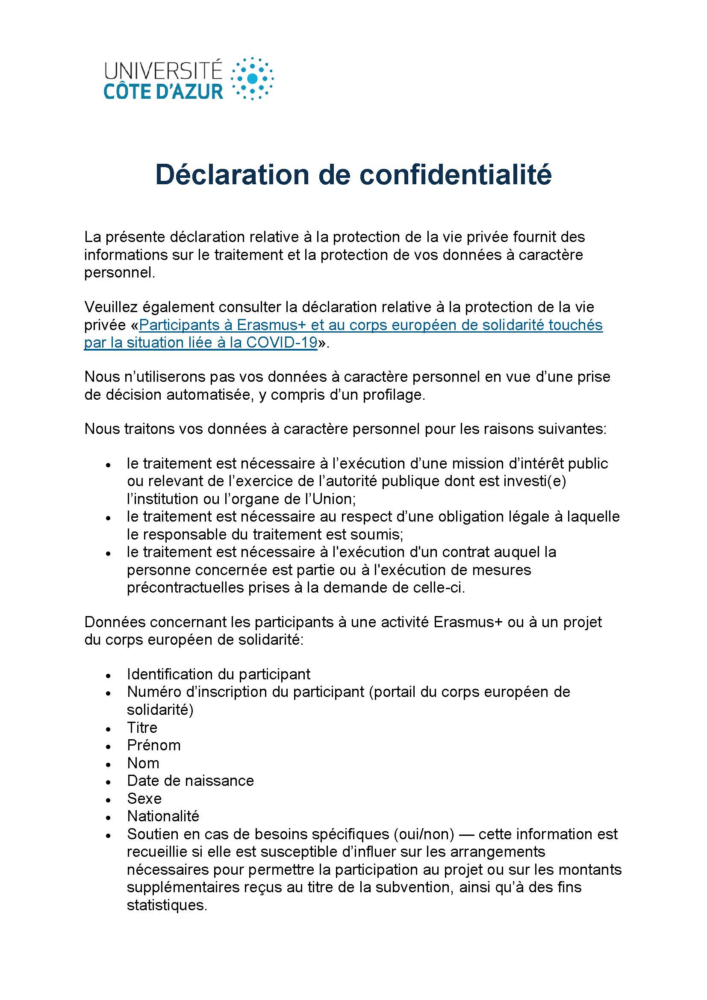 UNIVERSITÉ
CÔTE D'AZUR
Déclaration de confidentialité
La présente déclaration relative à la protection de la vie privée fournit des
informations sur le traitement et la protection de vos données à caractère
personnel.
Veuillez également consulter la déclaration relative à la protection de la vie
privée «Participants à Erasmus+ et au corps européen de solidarité touchés
par la situation liée à la COVID-19».
Nous n’utiliserons pas vos données à caractère personnel en vue d’une prise
de décision automatisée, y compris d’un profilage.
Nous traitons vos données à caractère personnel pour les raisons suivantes:
• le traitement est nécessaire à l’exécution d’une mission d’intérêt public
ou relevant de l’exercice de l’autorité publique dont est investi(e)
l’institution ou l’organe de l’Union;
• le traitement est nécessaire au respect d’une obligation légale à laquelle
le responsable du traitement est soumis;
• le traitement est nécessaire à l'exécution d'un contrat auquel la
personne concernée est partie ou à l'exécution de mesures
précontractuelles prises à la demande de celle-ci.
Données concernant les participants à une activité Erasmus+ ou à un projet
du corps européen de solidarité:
• Identification du participant
• Numéro d’inscription du participant (portail du corps européen de
solidarité)
• Titre
• Prénom
• Nom
• Date de naissance
• Sexe
• Nationalité
• Soutien en cas de besoins spécifiques (oui/non) — cette information est
recueillie si elle est susceptible d’influer sur les arrangements
nécessaires pour permettre la participation au projet ou sur les montants
supplémentaires reçus au titre de la subvention, ainsi qu’à des fins
statistiques.